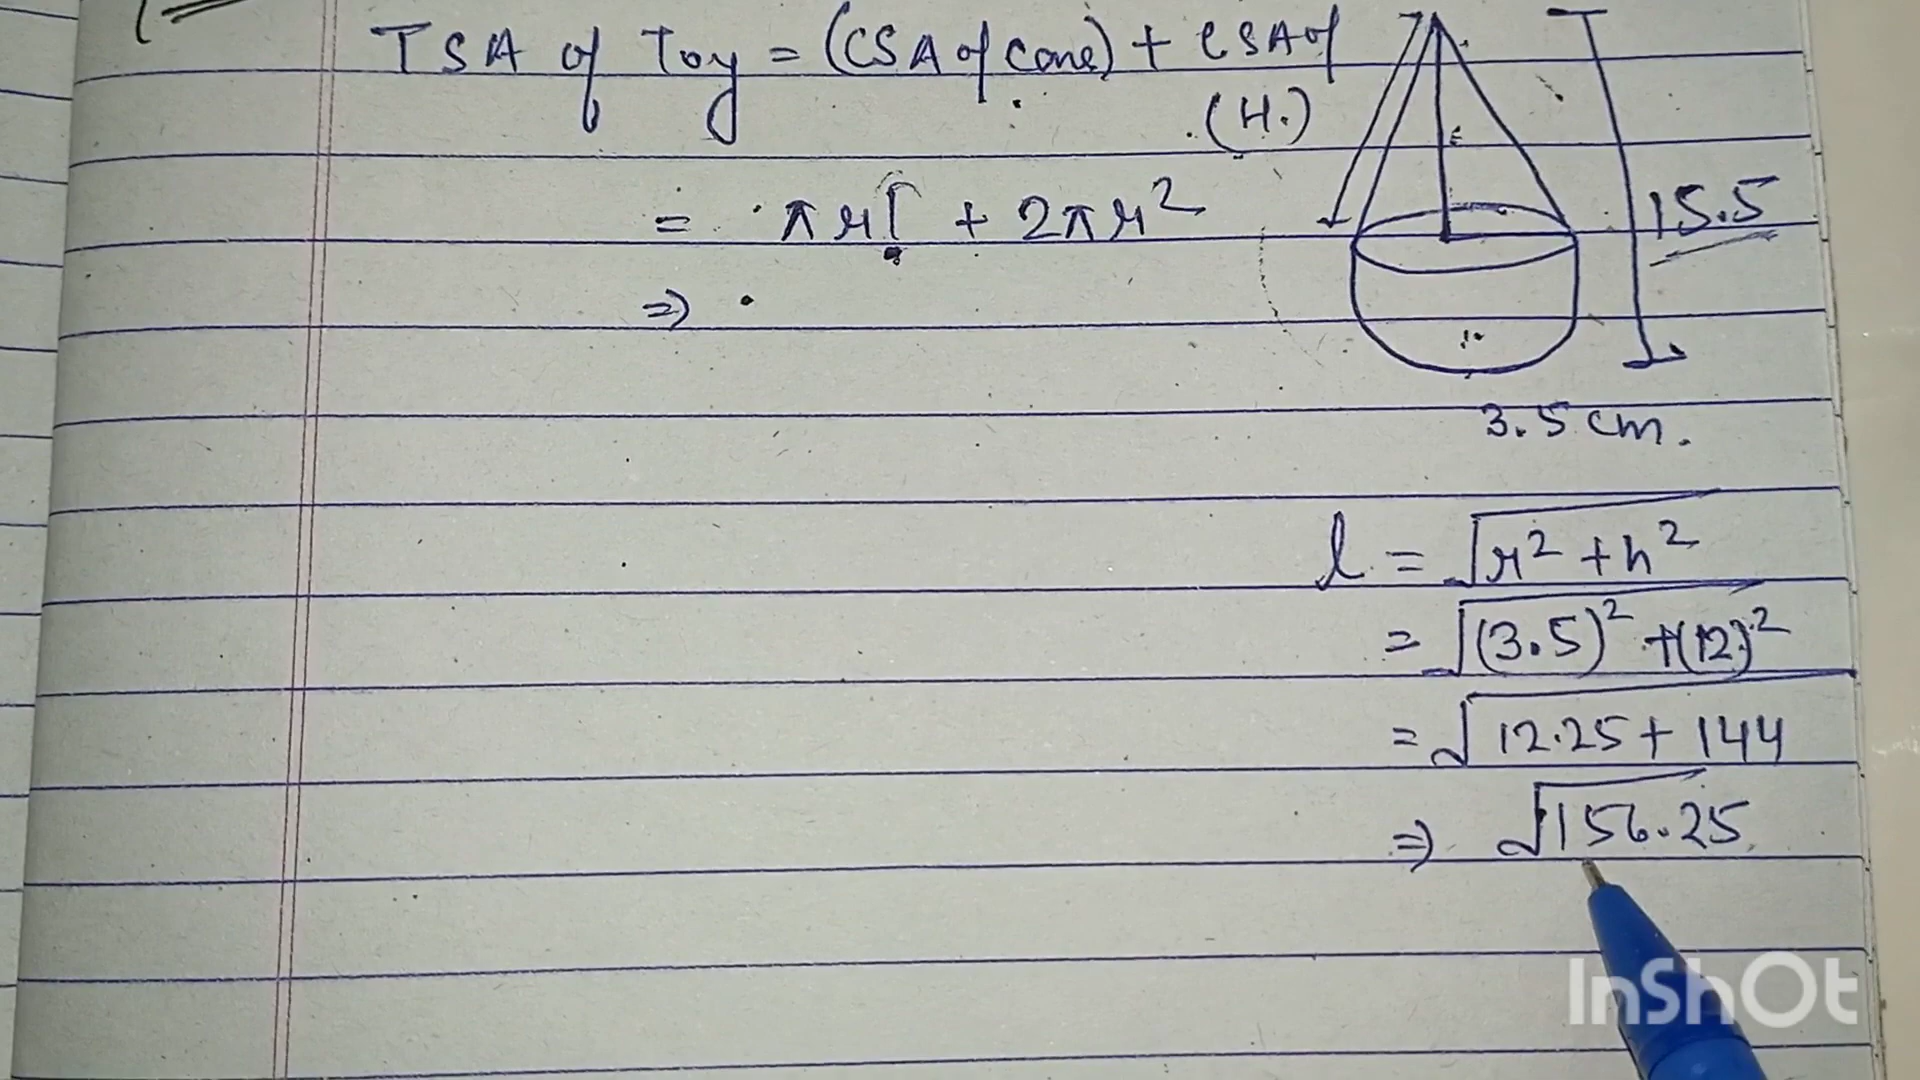 TSA of Toy = (CSA of Cone) + CSA of
(H.)
= πrl + 2πr²
⇒
15.5
3.5 cm.
l = √r² + h²
= √(3.5)² + (12)²
= √12.25 + 144
⇒ √156.25
InShOt